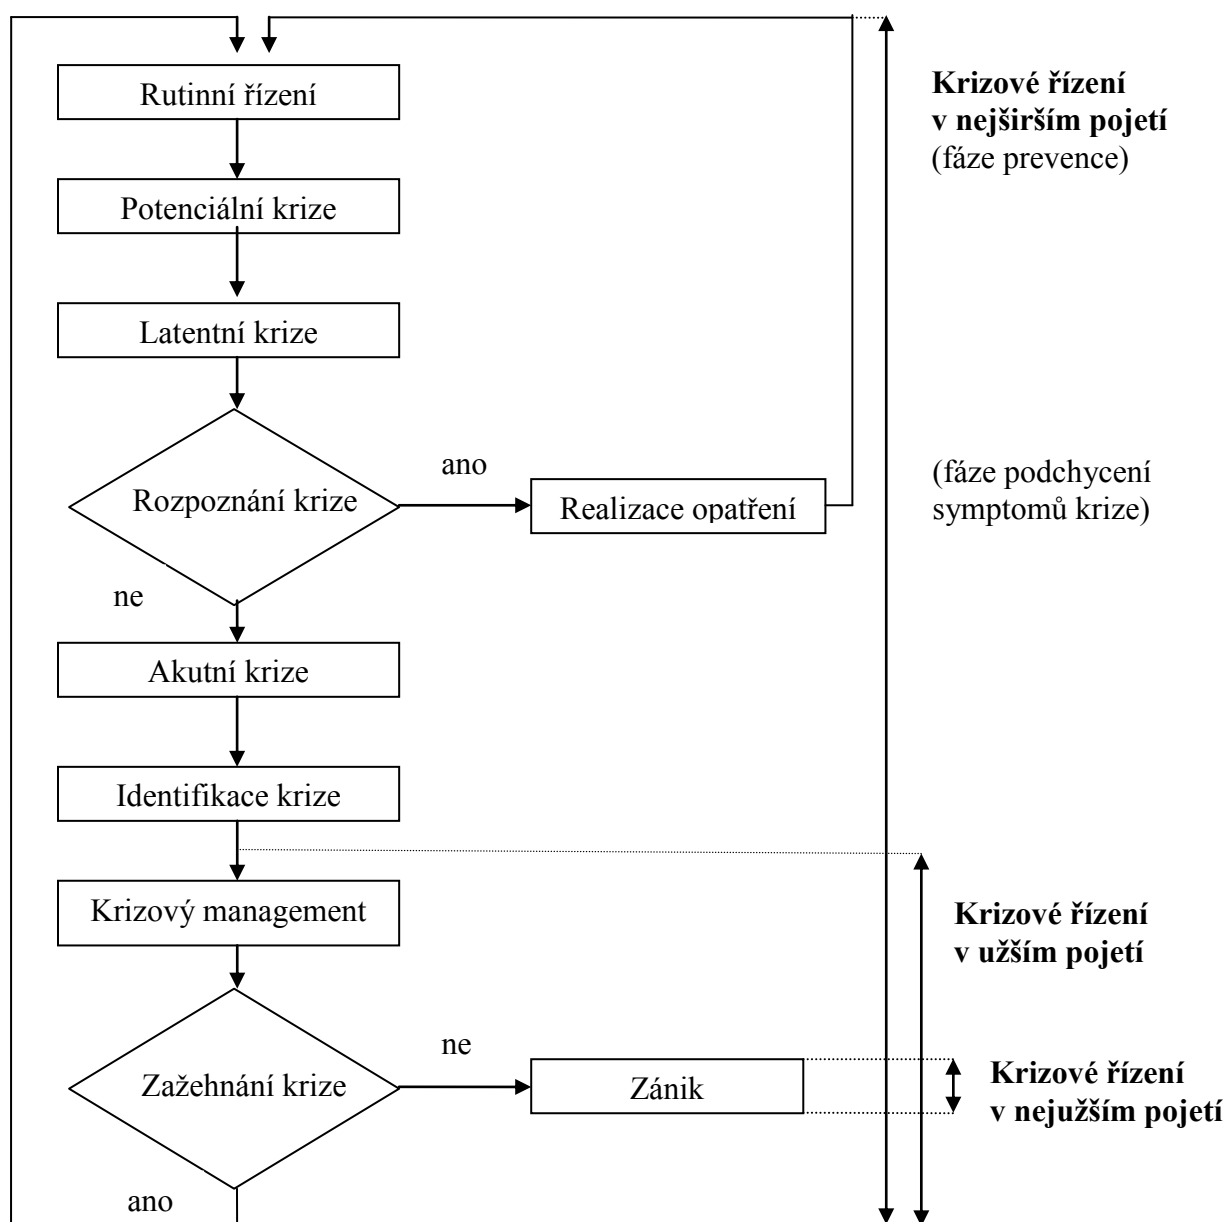 Rutinní řízení
Krizové řízení
v nejširším pojetí
(fáze prevence)
Potenciální krize
Latentní krize
Rozpoznání krize
ano
Realizace opatření
(fáze podchycení
symptomů krize)
ne
Akutní krize
Identifikace krize
Krizový management
Krizové řízení
v užším pojetí
Zažehnání krize
ne
Zánik
Krizové řízení
v nejužším pojetí
ano